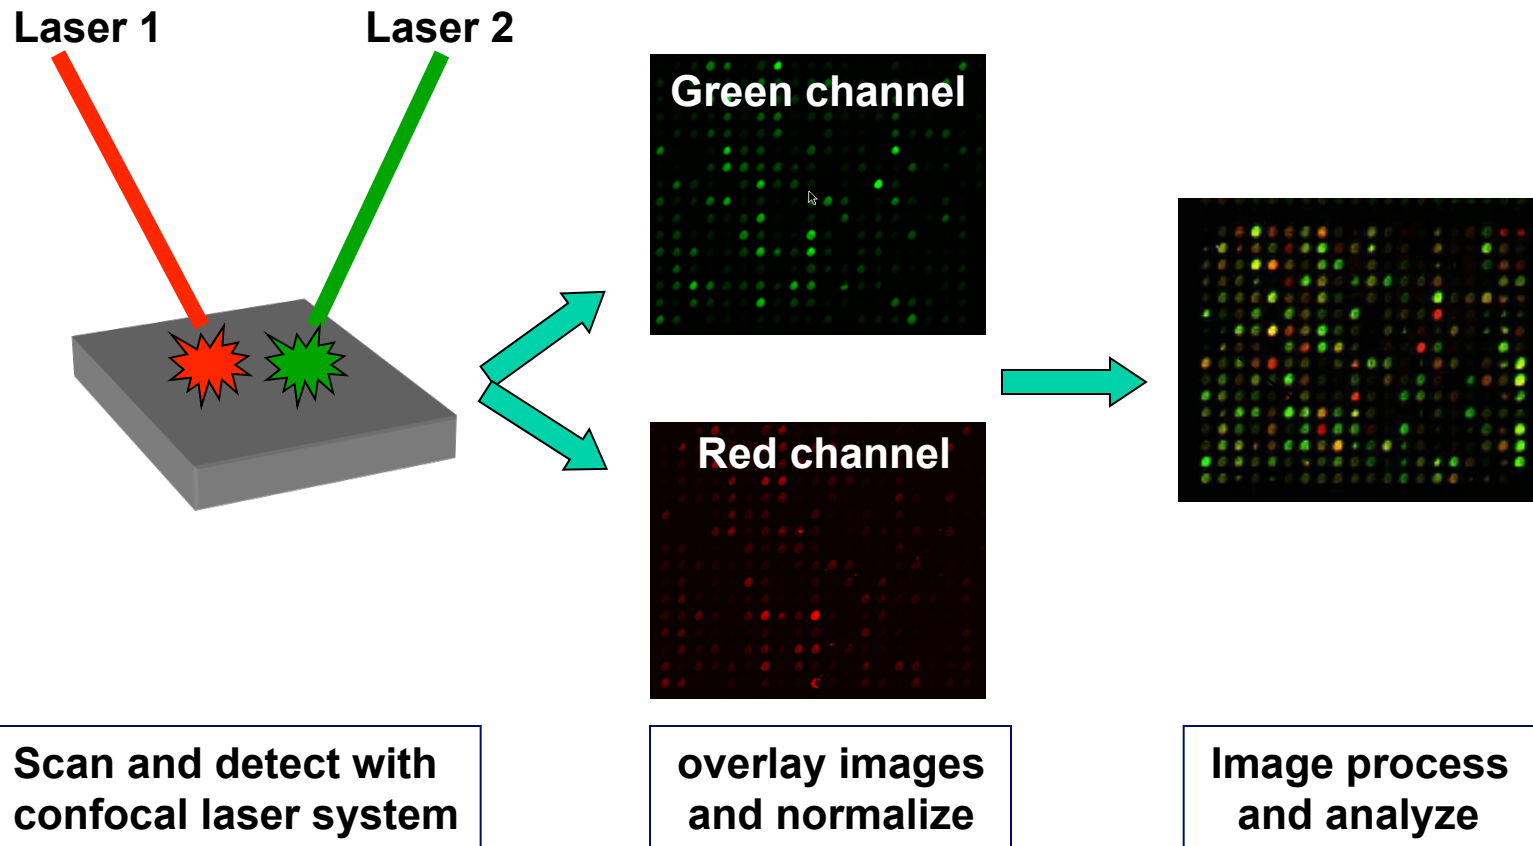 Laser 1
Laser 2
Green channel
Red channel
Scan and detect with
confocal laser system
overlay images
and normalize
Image process
and analyze